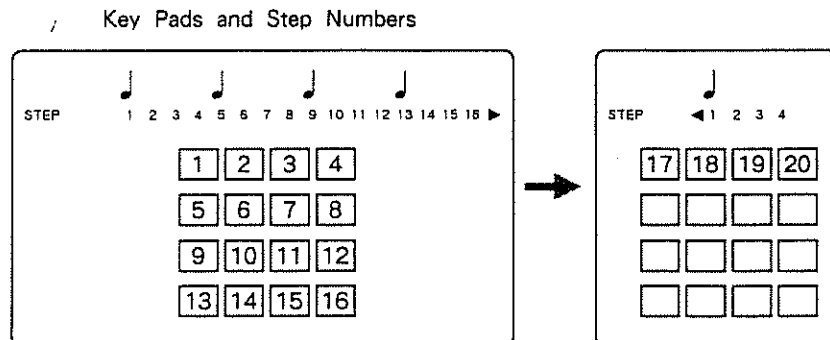 Key Pads and Step Numbers
STEP 1 2 3 4 5 6 7 8 9 10 11 12 13 14 15 16 ▶
1 2 3 4
5 6 7 8
9 10 11 12
13 14 15 16
STEP ◀ 1 2 3 4
17 18 19 20